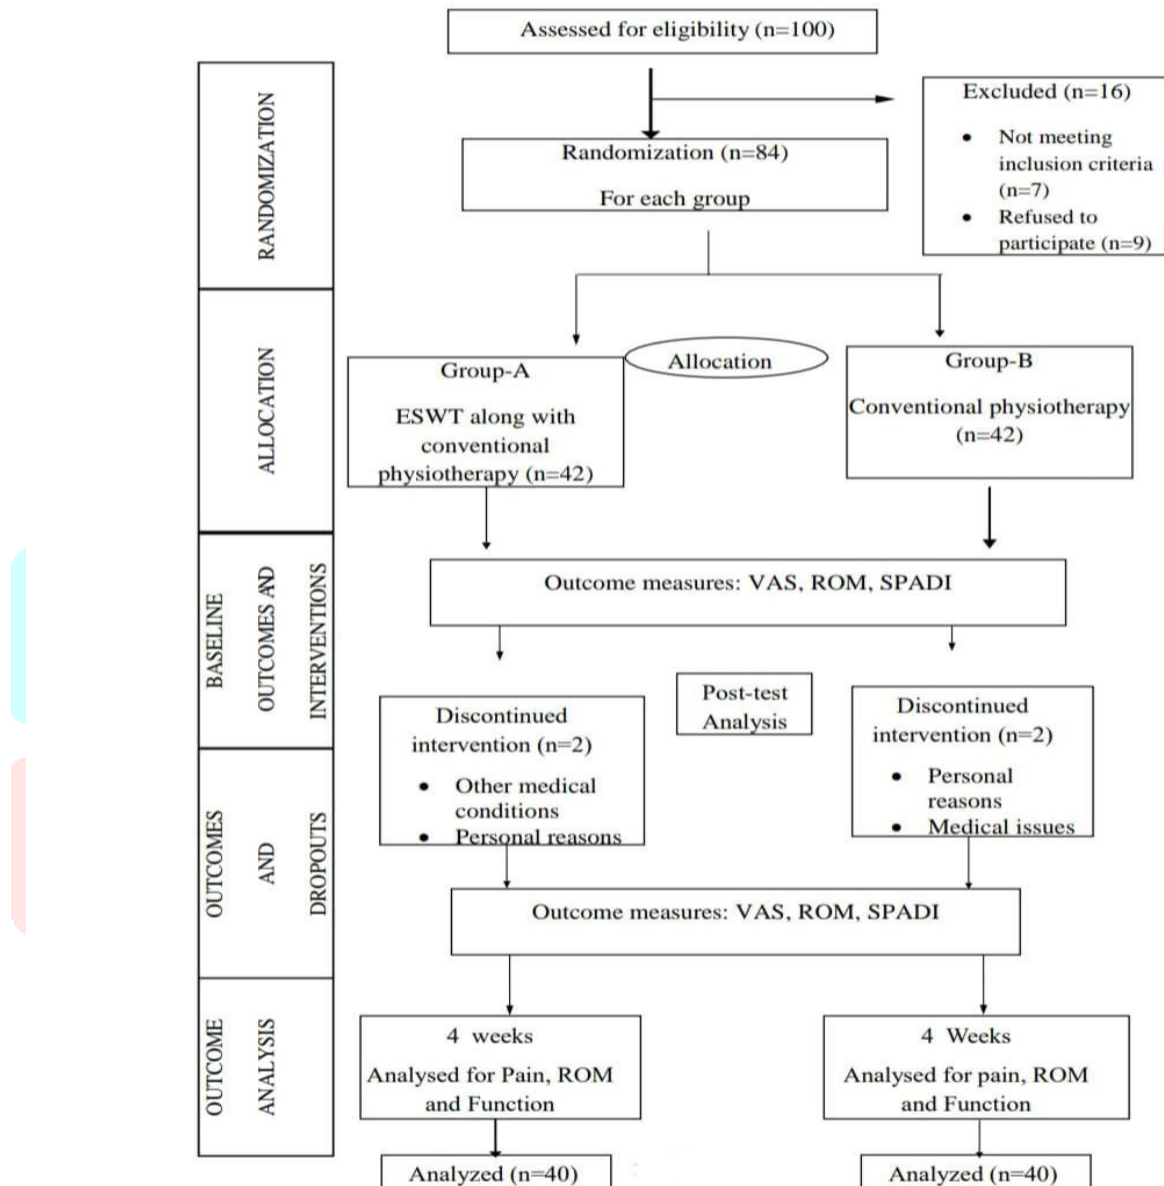 Assessed for eligibility (n=100)
Excluded (n=16)
• Not meeting
inclusion criteria
(n=7)
• Refused to
participate (n=9)
RANDOMIZATION
Randomization (n=84)
For each group
ALLOCATION
Allocation
Group-A
ESWT along with
conventional
physiotherapy (n=42)
Group-B
Conventional physiotherapy
(n=42)
BASELINE
OUTCOMES AND
INTERVENTIONS
Outcome measures: VAS, ROM, SPADI
Post-test
Analysis
Discontinued
intervention (n=2)
• Other medical
conditions
• Personal reasons
Discontinued
intervention (n=2)
• Personal
reasons
• Medical issues
OUTCOMES
AND
DROPOUTS
Outcome measures: VAS, ROM, SPADI
OUTCOME
ANALYSIS
4 weeks
Analysed for Pain, ROM
and Function
4 Weeks
Analysed for pain, ROM
and Function
Analyzed (n=40)
Analyzed (n=40)